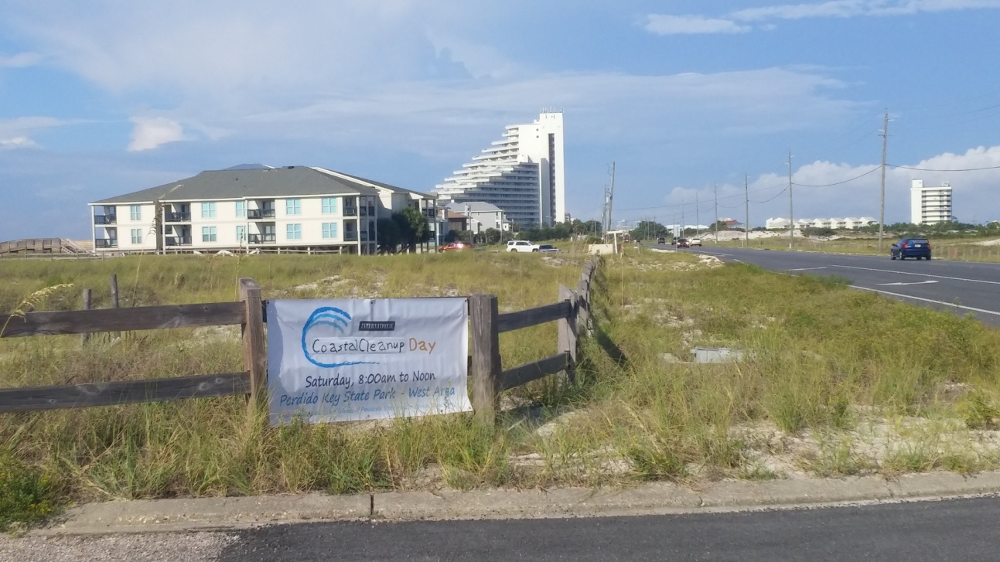 INTERNATIONAL
CoastalCleanup Day
Saturday, 8:00am to Noon
Perdido Key State Park - West Area